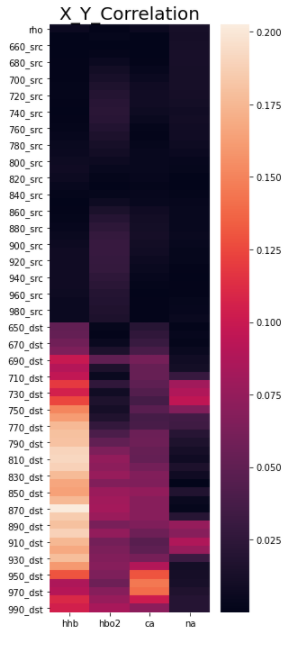 X_Y_Correlation
rho
660_src
680_src
700_src
720_src
740_src
760_src
780_src
800_src
820_src
840_src
860_src
880_src
900_src
920_src
940_src
960_src
980_src
650_dst
670_dst
690_dst
710_dst
730_dst
750_dst
770_dst
790_dst
810_dst
830_dst
850_dst
870_dst
890_dst
910_dst
930_dst
950_dst
970_dst
990_dst
hhb hbo2 ca na
0.200
0.175
0.150
0.125
0.100
0.075
0.050
0.025